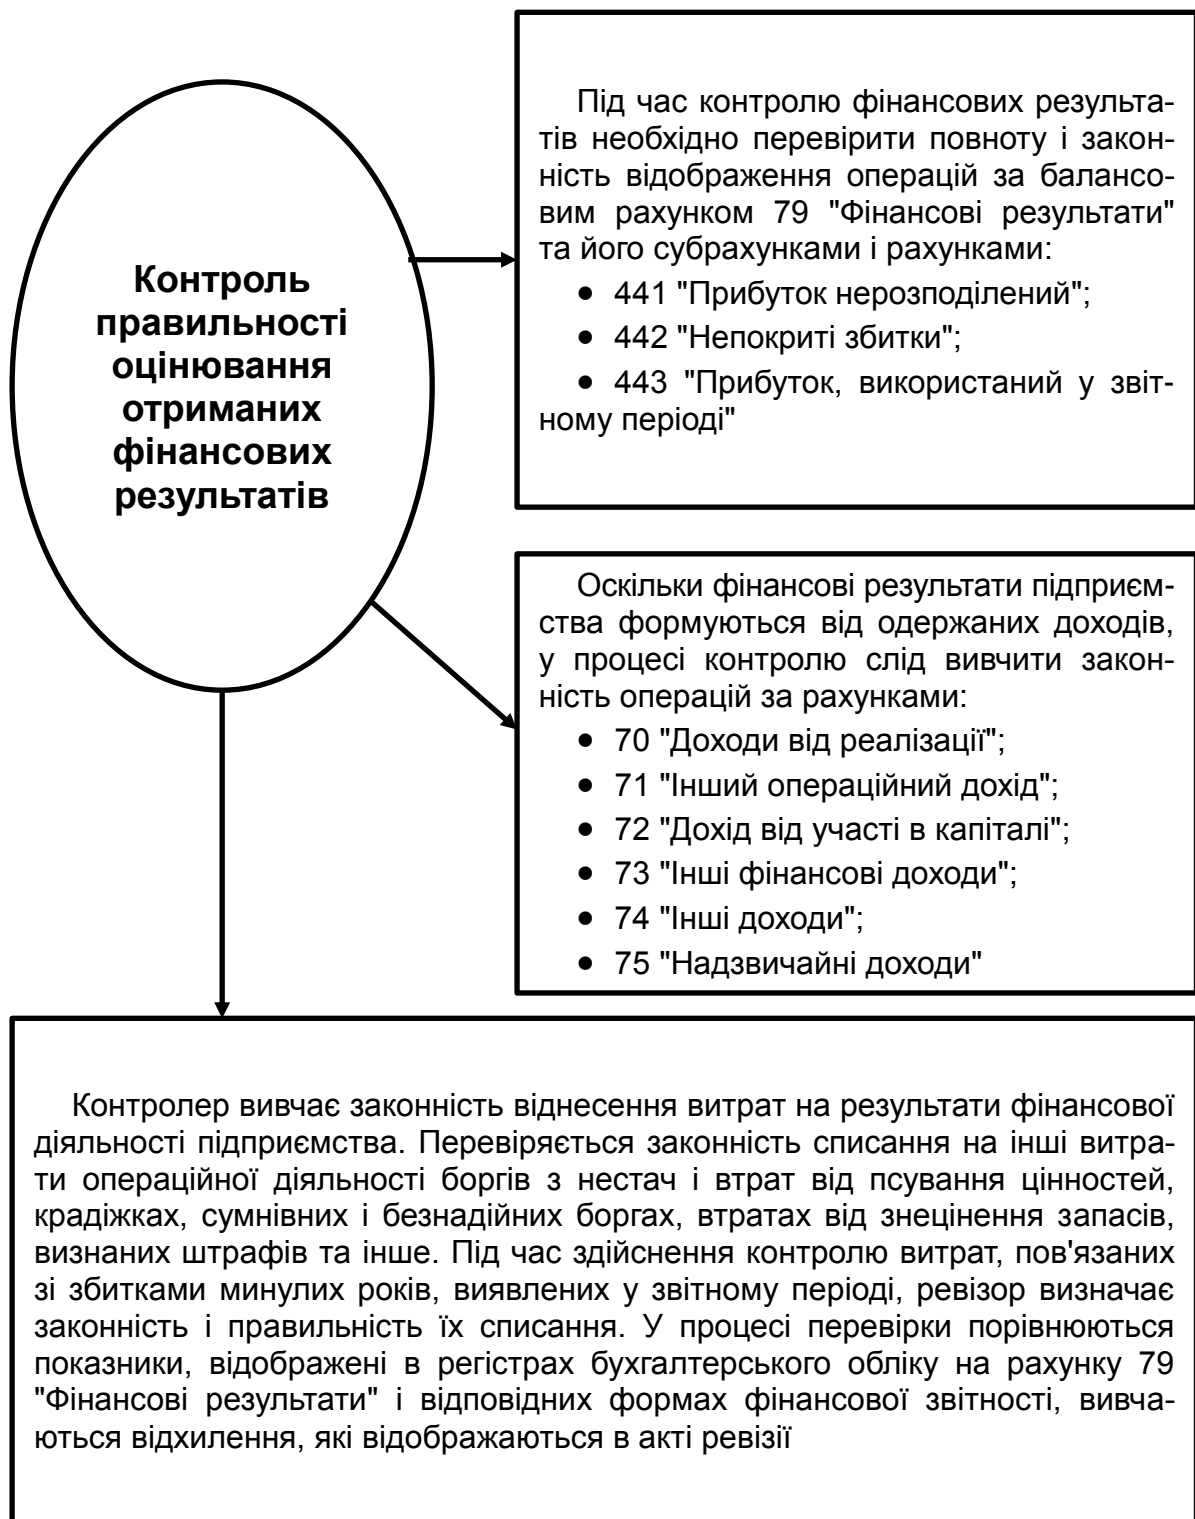 Контроль
правильності
оцінювання
отриманих
фінансових
результатів
Під час контролю фінансових результа-
тів необхідно перевірити повноту і закон-
ність відображення операцій за балансо-
вим рахунком 79 "Фінансові результати"
та його субрахунками і рахунками:
● 441 "Прибуток нерозподілений";
● 442 "Непокриті збитки";
● 443 "Прибуток, використаний у звіт-
ному періоді"
Оскільки фінансові результати підприєм-
ства формуються від одержаних доходів,
у процесі контролю слід вивчити закон-
ність операцій за рахунками:
● 70 "Доходи від реалізації";
● 71 "Інший операційний дохід";
● 72 "Дохід від участі в капіталі";
● 73 "Інші фінансові доходи";
● 74 "Інші доходи";
● 75 "Надзвичайні доходи"
Контролер вивчає законність віднесення витрат на результати фінансової
діяльності підприємства. Перевіряється законність списання на інші витра-
ти операційної діяльності боргів з нестач і втрат від псування цінностей,
крадіжках, сумнівних і безнадійних боргах, втратах від знецінення запасів,
визнаних штрафів та інше. Під час здійснення контролю витрат, пов'язаних
зі збитками минулих років, виявлених у звітному періоді, ревізор визначає
законність і правильність їх списання. У процесі перевірки порівнюються
показники, відображені в регістрах бухгалтерського обліку на рахунку 79
"Фінансові результати" і відповідних формах фінансової звітності, вивча-
ються відхилення, які відображаються в акті ревізії